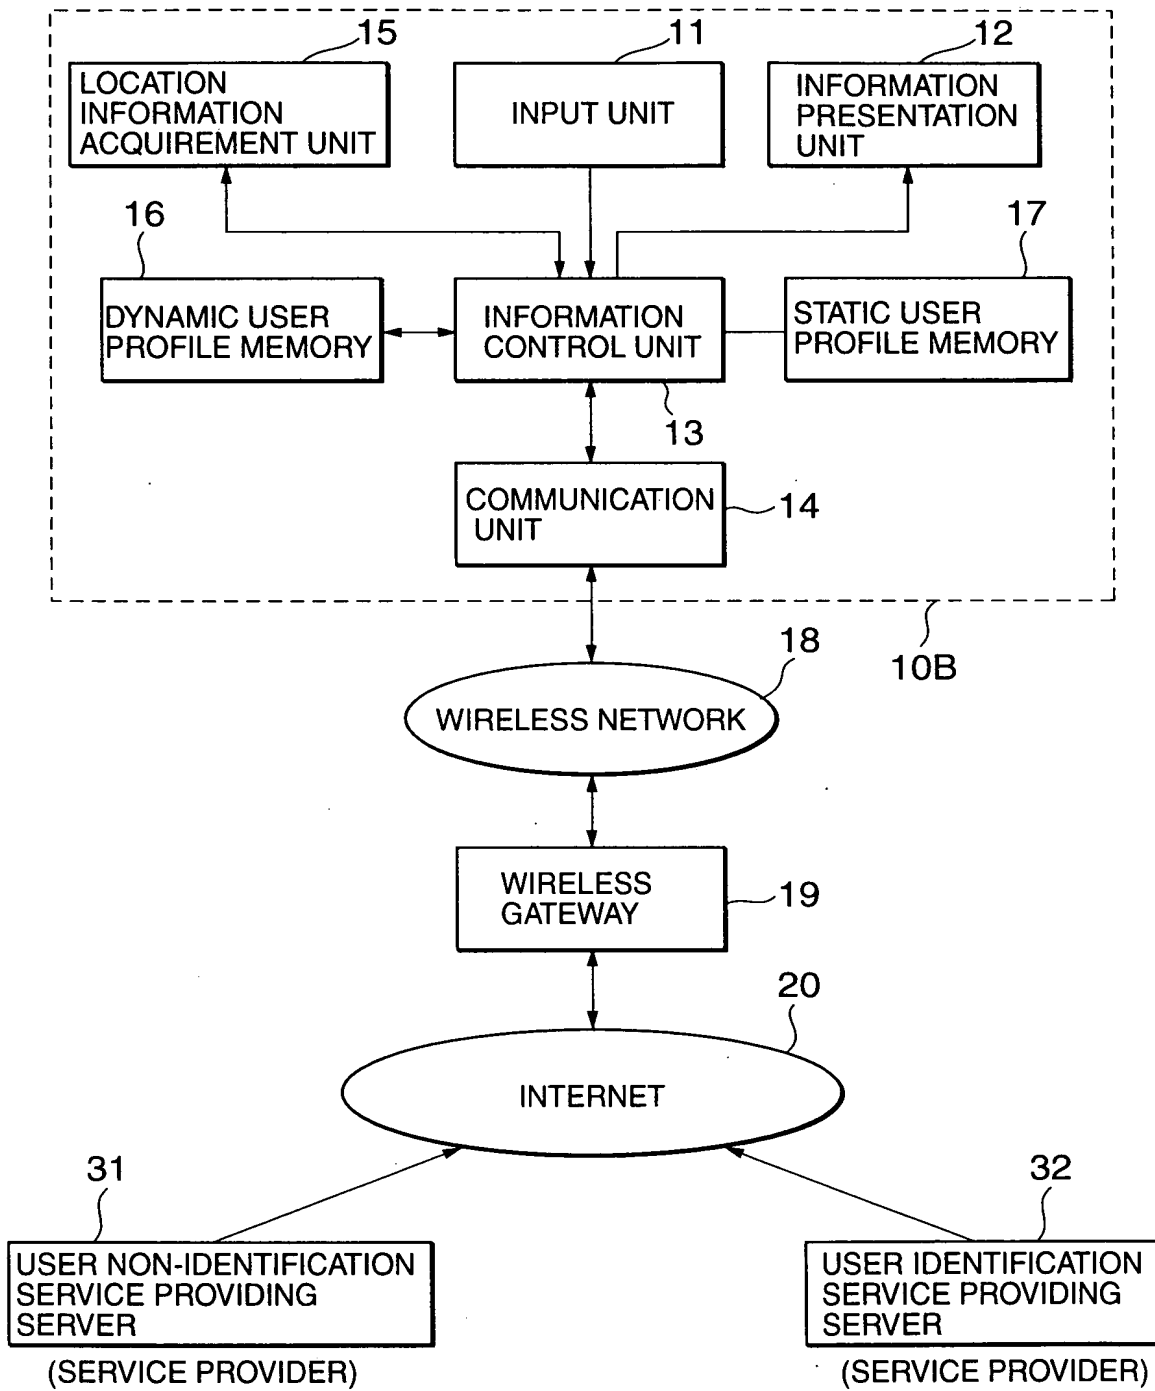 15
11
12
LOCATION
INFORMATION
ACQUIREMENT UNIT
INPUT UNIT
INFORMATION
PRESENTATION
UNIT
16
17
DYNAMIC USER
PROFILE MEMORY
INFORMATION
CONTROL UNIT
STATIC USER
PROFILE MEMORY
13
COMMUNICATION
UNIT
14
10B
18
WIRELESS NETWORK
WIRELESS
GATEWAY
19
20
INTERNET
31
32
USER NON-IDENTIFICATION
SERVICE PROVIDING
SERVER
(SERVICE PROVIDER)
USER IDENTIFICATION
SERVICE PROVIDING
SERVER
(SERVICE PROVIDER)